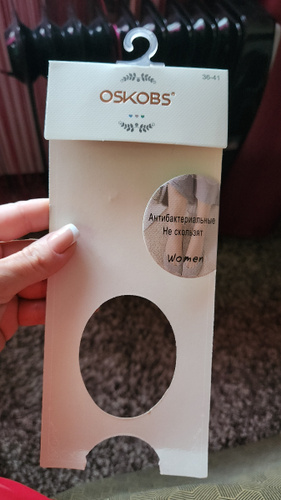 36-41
OSKOBS®
Антибактериальные
Не скользят
Women